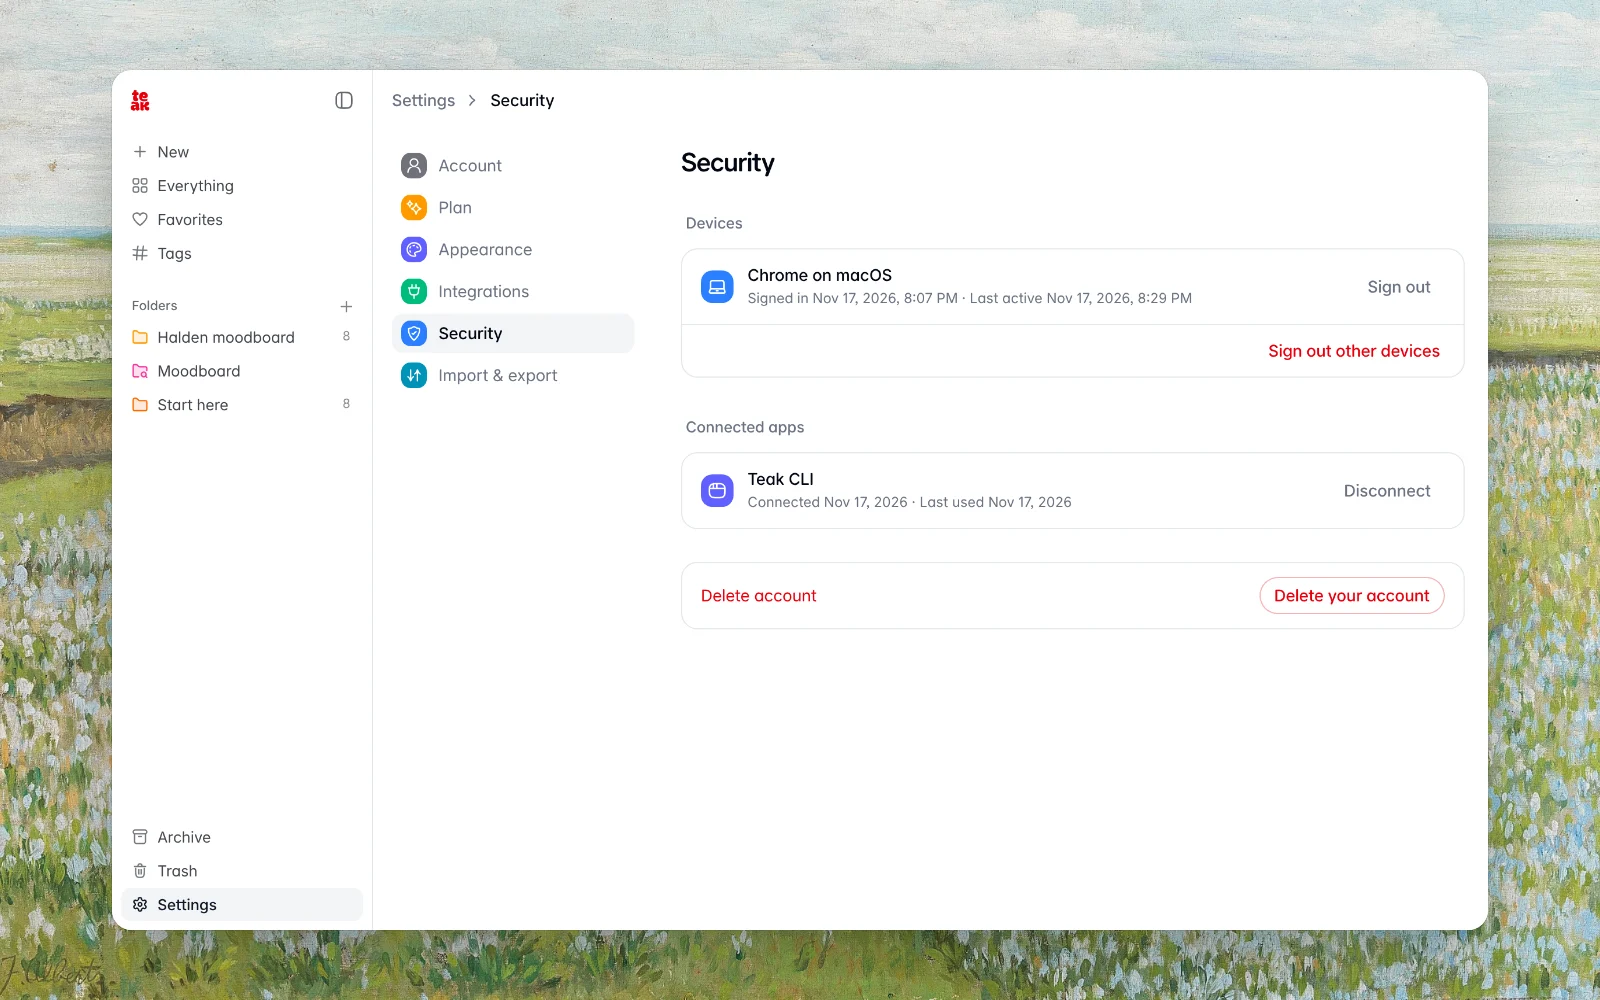 teak
Settings > Security
New
Everything
Favorites
Tags
Folders
Halden moodboard 8
Moodboard
Start here 8
Archive
Trash
Settings
Account
Plan
Appearance
Integrations
Security
Import & export
Security
Devices
Chrome on macOS
Signed in Nov 17, 2026, 8:07 PM · Last active Nov 17, 2026, 8:29 PM
Sign out
Sign out other devices
Connected apps
Teak CLI
Connected Nov 17, 2026 · Last used Nov 17, 2026
Disconnect
Delete account
Delete your account